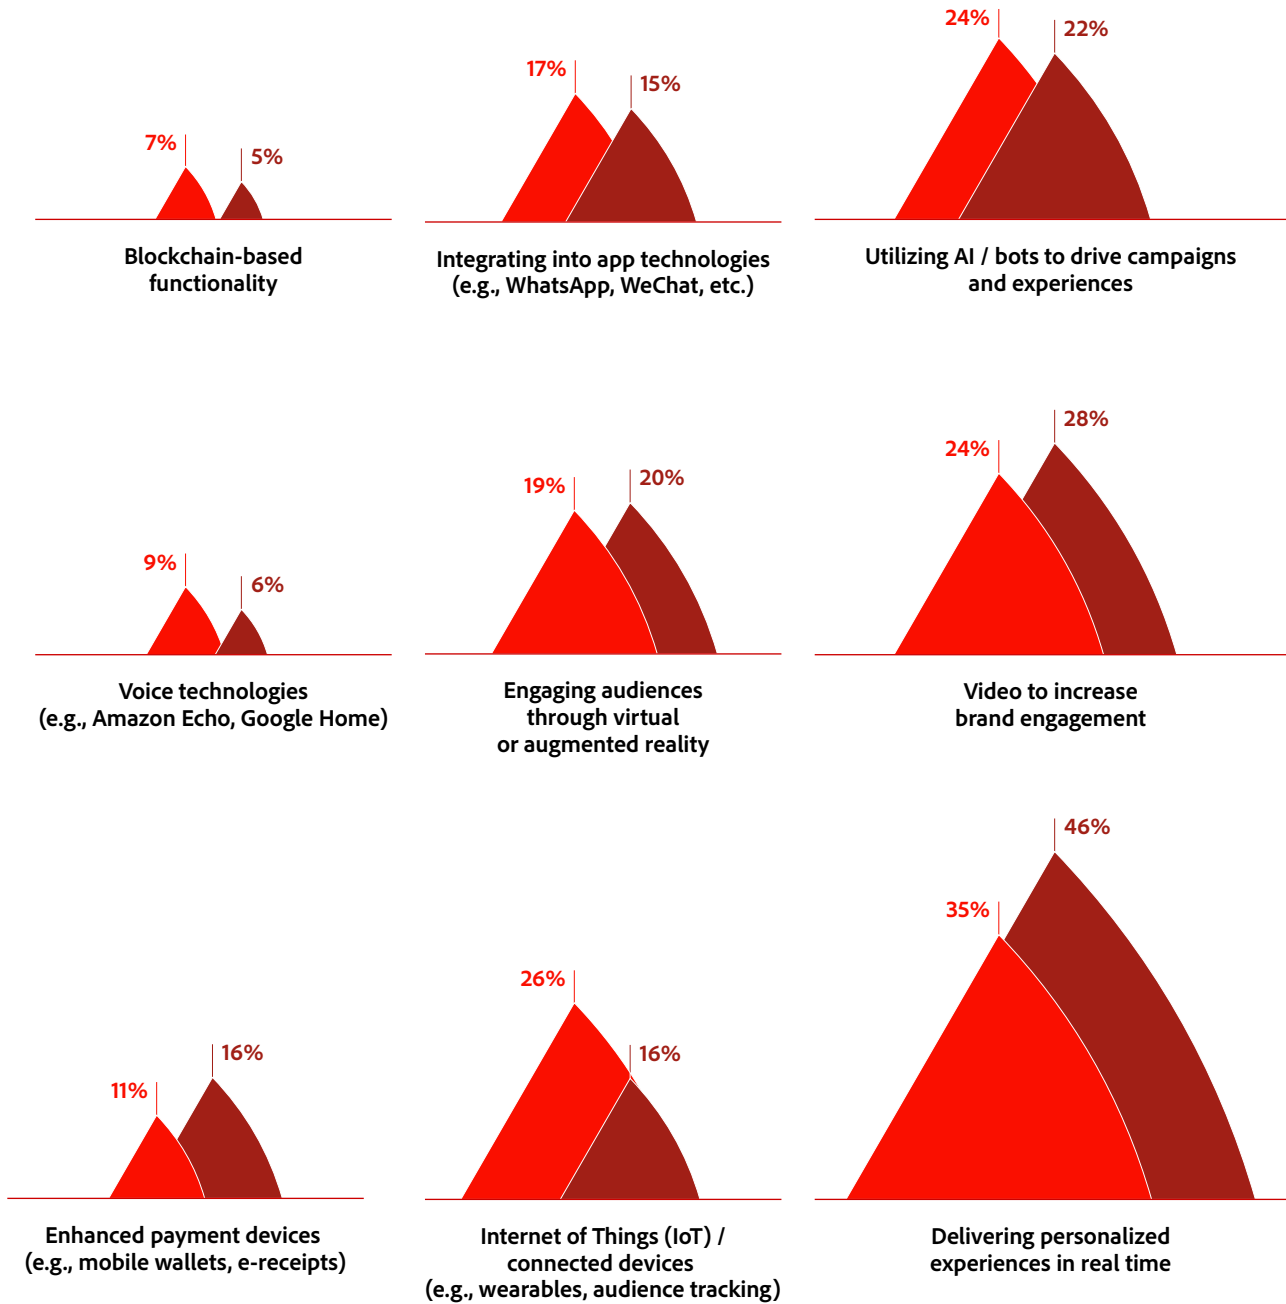 7%
5%
Blockchain-based
functionality
17%
15%
Integrating into app technologies
(e.g., WhatsApp, WeChat, etc.)
24%
22%
Utilizing AI / bots to drive campaigns
and experiences
9%
6%
Voice technologies
(e.g., Amazon Echo, Google Home)
19%
20%
Engaging audiences
through virtual
or augmented reality
24%
28%
Video to increase
brand engagement
11%
16%
Enhanced payment devices
(e.g., mobile wallets, e-receipts)
26%
16%
Internet of Things (IoT) /
connected devices
(e.g., wearables, audience tracking)
35%
46%
Delivering personalized
experiences in real time